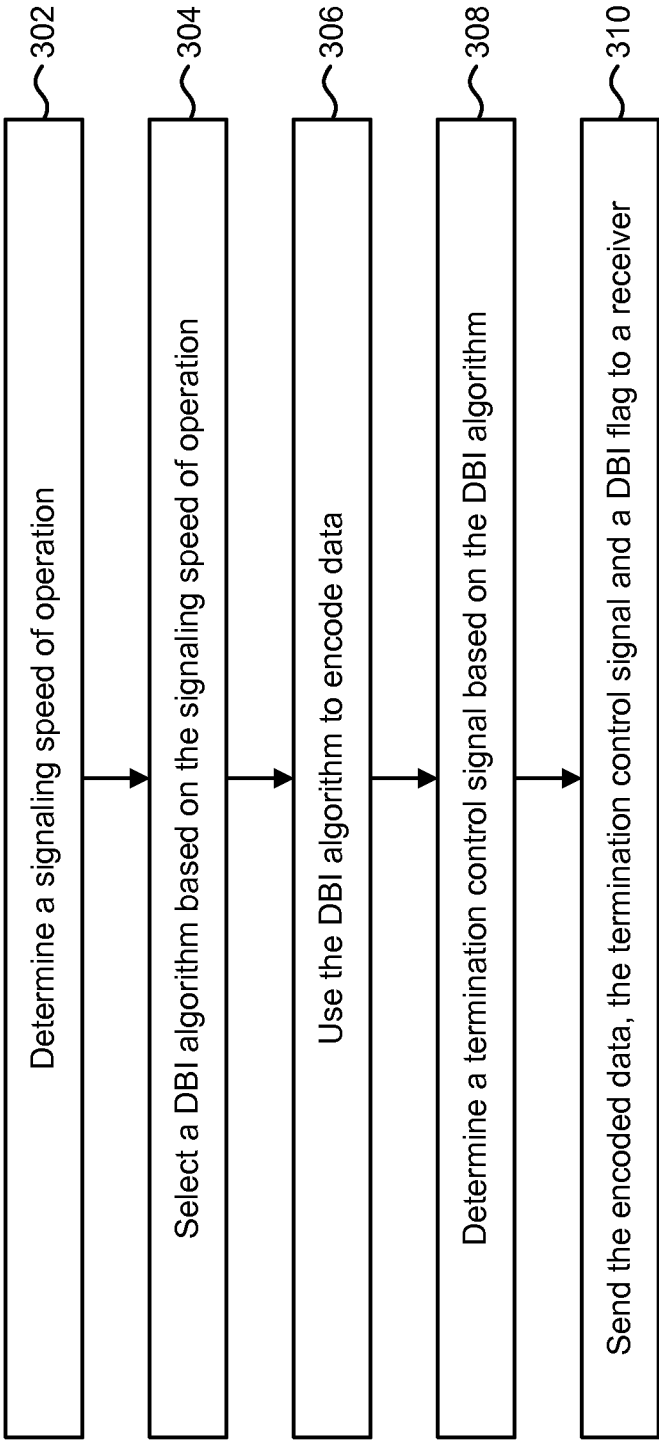 Determine a signaling speed of operation
302
Select a DBI algorithm based on the signaling speed of operation
304
Use the DBI algorithm to encode data
306
Determine a termination control signal based on the DBI algorithm
308
Send the encoded data, the termination control signal and a DBI flag to a receiver
310